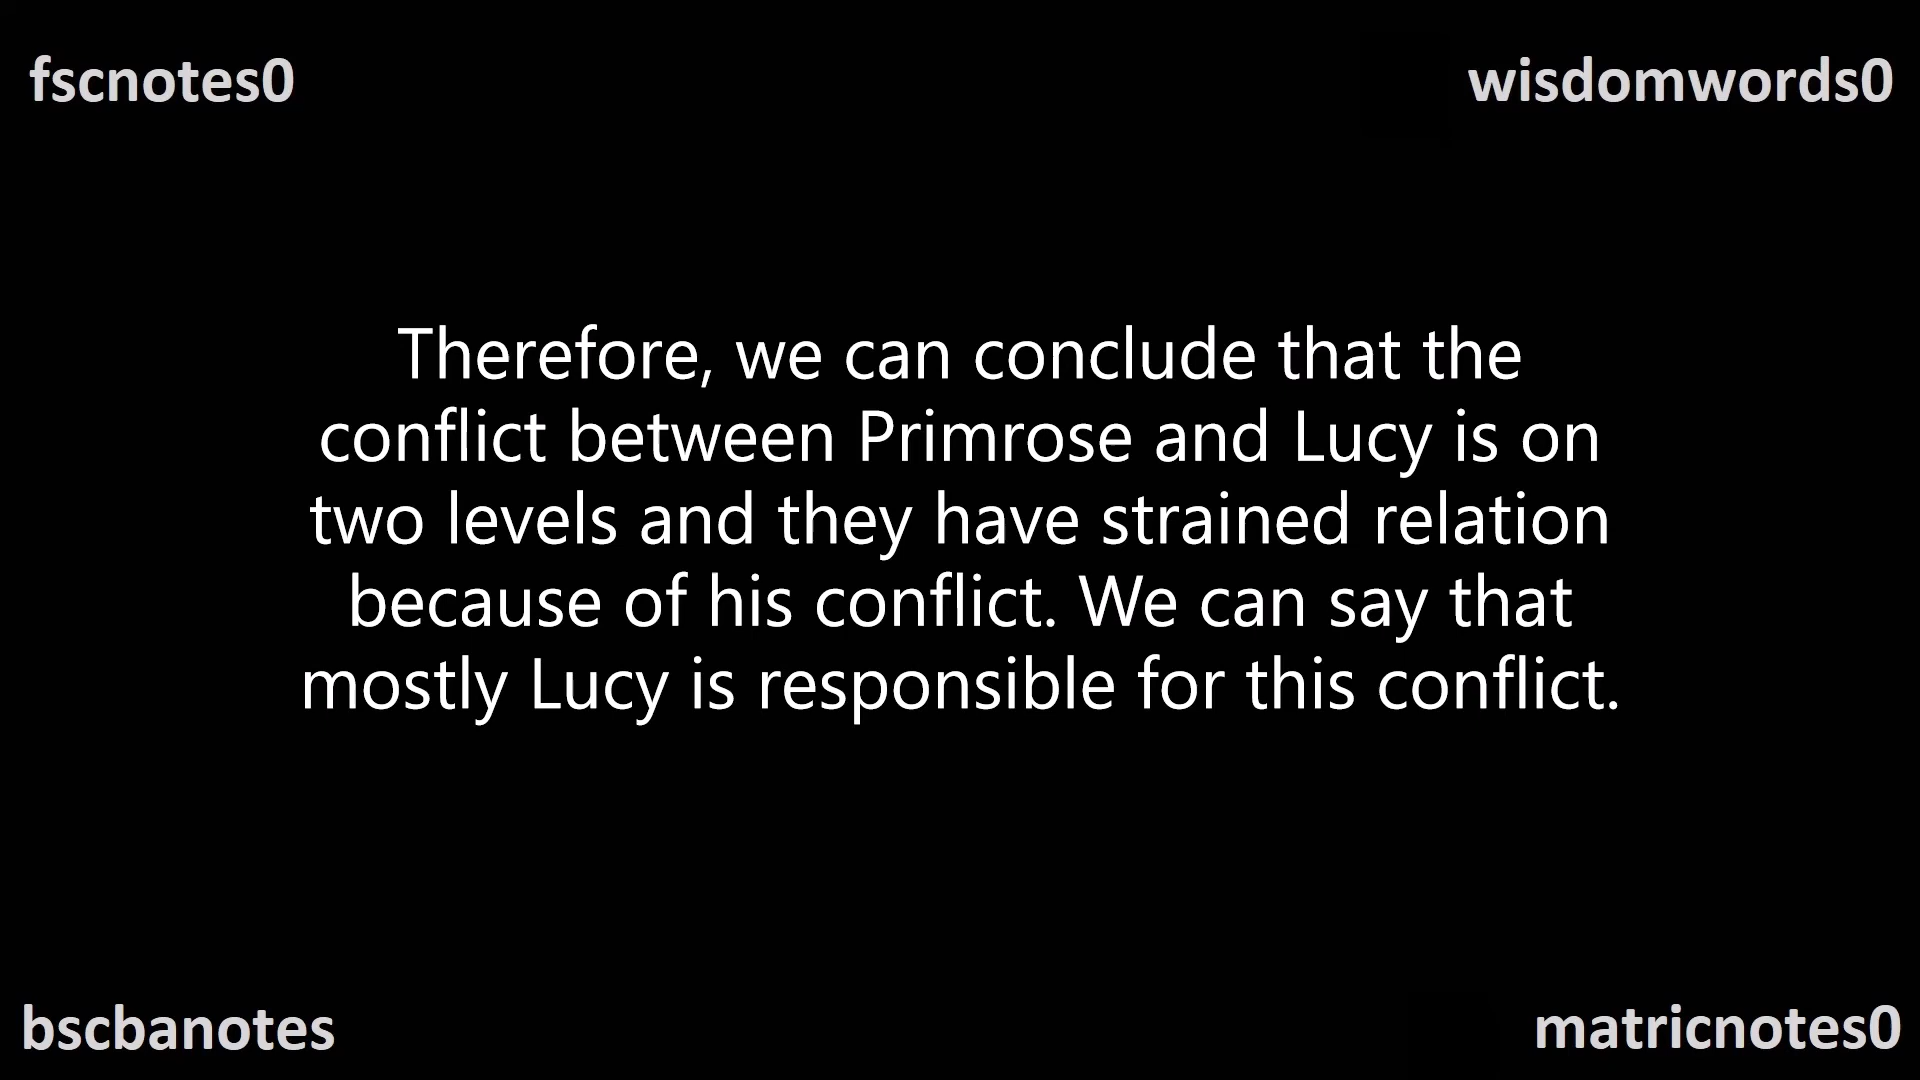 fscnotes0
wisdomwords0
Therefore, we can conclude that the
conflict between Primrose and Lucy is on
two levels and they have strained relation
because of his conflict. We can say that
mostly Lucy is responsible for this conflict.
bscbanotes
matricnotes0